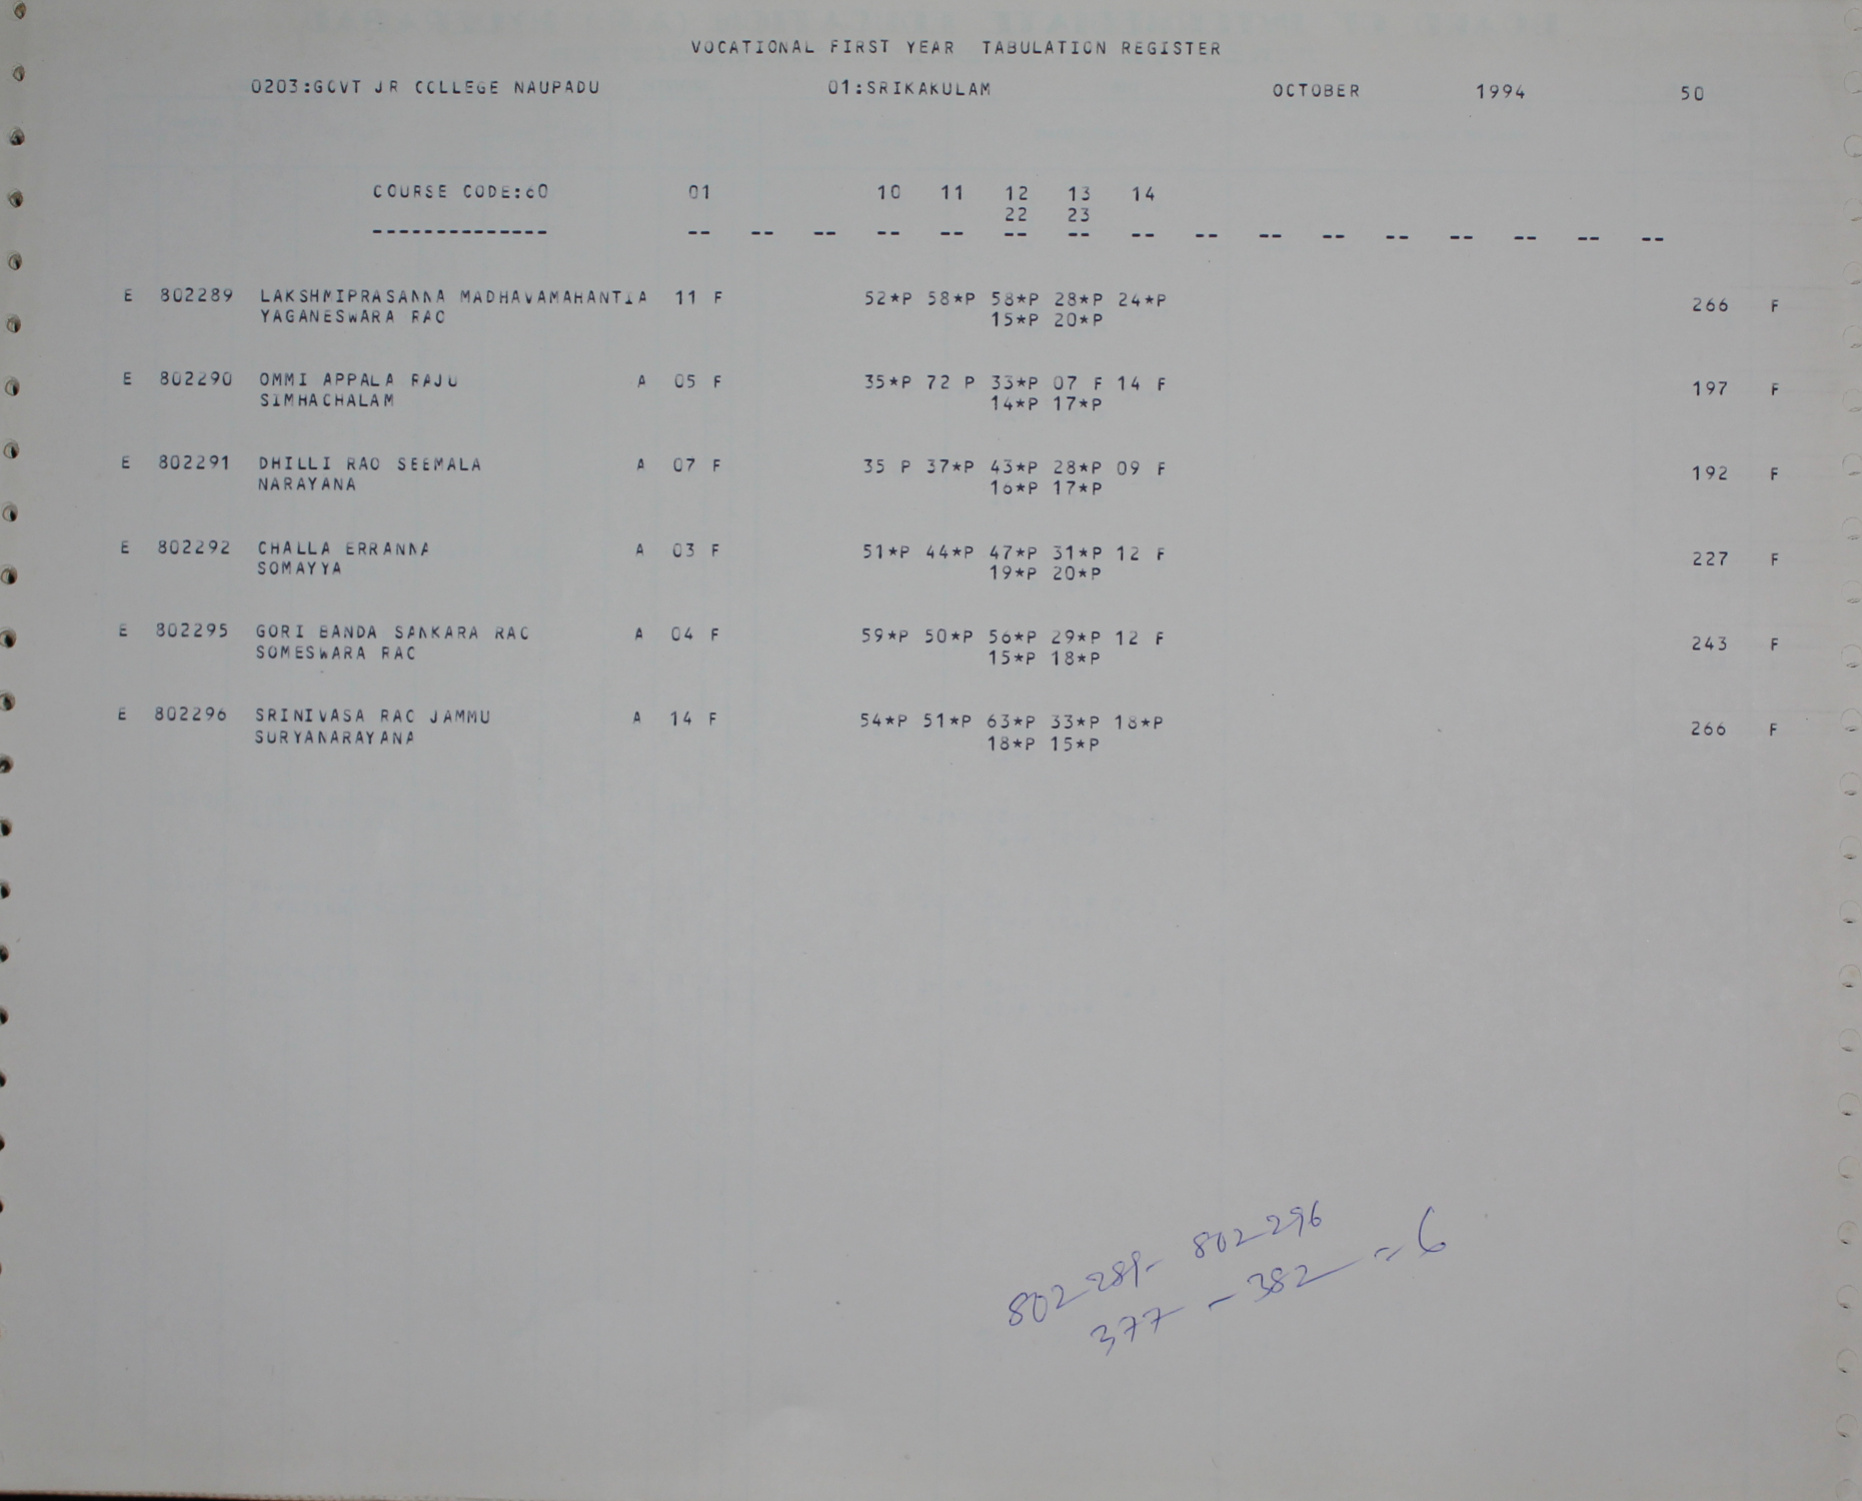 VOCATIONAL FIRST YEAR TABULATION REGISTER
0203:GOVT JR COLLEGE NAUPADU 01:SRIKAKULAM OCTOBER 1994 50
COURSE CODE:60 01 10 11 12 13 14
22 23
-------------- -- -- -- -- -- -- -- -- -- -- -- -- -- -- -- --
E 802289 LAKSHMIPRASANNA MADHAVAMAHANTIA 11 F 52*P 58*P 58*P 28*P 24*P 266 F
YAGANESWARA RAO 15*P 20*P
E 802290 OMMI APPALA RAJU A 05 F 35*P 72 P 33*P 07 F 14 F 197 F
SIMHACHALAM 14*P 17*P
E 802291 DHILLI RAO SEEMALA A 07 F 35 P 37*P 43*P 28*P 09 F 192 F
NARAYANA 16*P 17*P
E 802292 CHALLA ERRANNA A 03 F 51*P 44*P 47*P 31*P 12 F 227 F
SOMAYYA 19*P 20*P
E 802295 GORI BANDA SANKARA RAO A 04 F 59*P 50*P 56*P 29*P 12 F 243 F
SOMESWARA RAO 15*P 18*P
E 802296 SRINIVASA RAO JAMMU A 14 F 54*P 51*P 63*P 33*P 18*P 266 F
SURYANARAYANA 18*P 15*P
802289- 802296
377 - 382 = 6